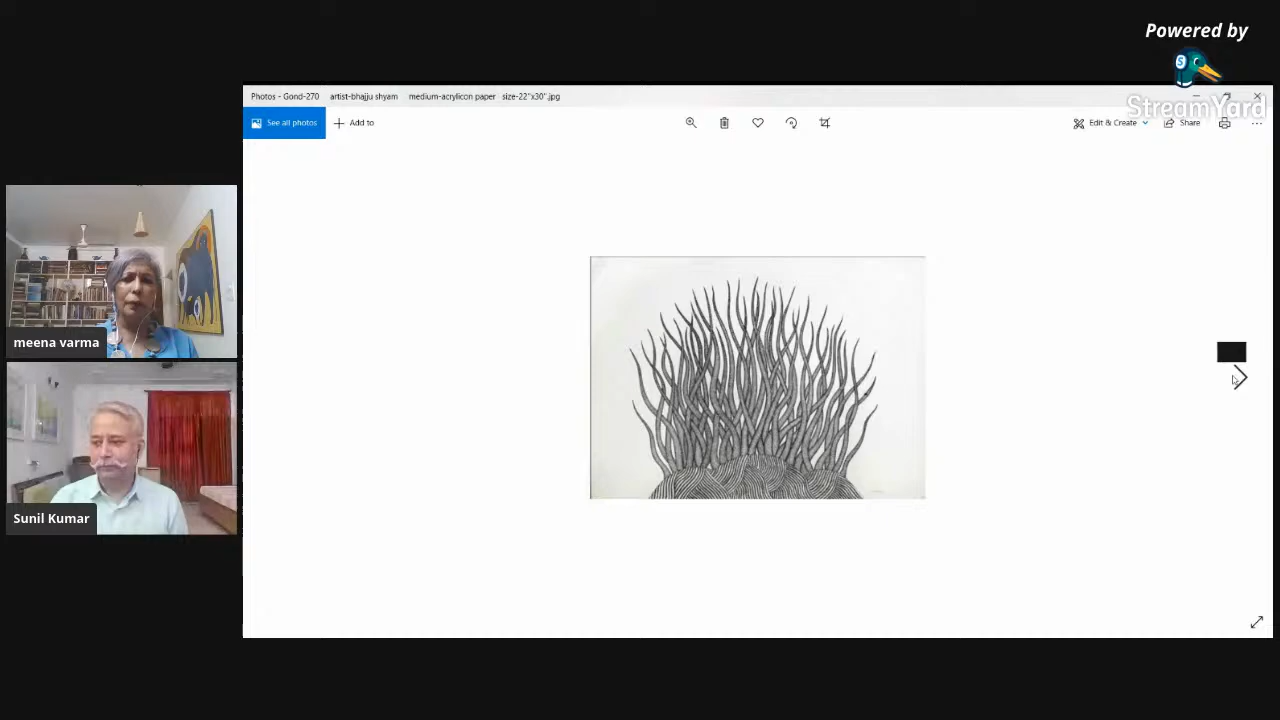 Powered by
StreamYard
Photos - Gond-270 artist-bhajju shyam medium-acrylicon paper size-22"x30".jpg
See all photos
Add to
Edit & Create
Share
meena varma
Sunil Kumar